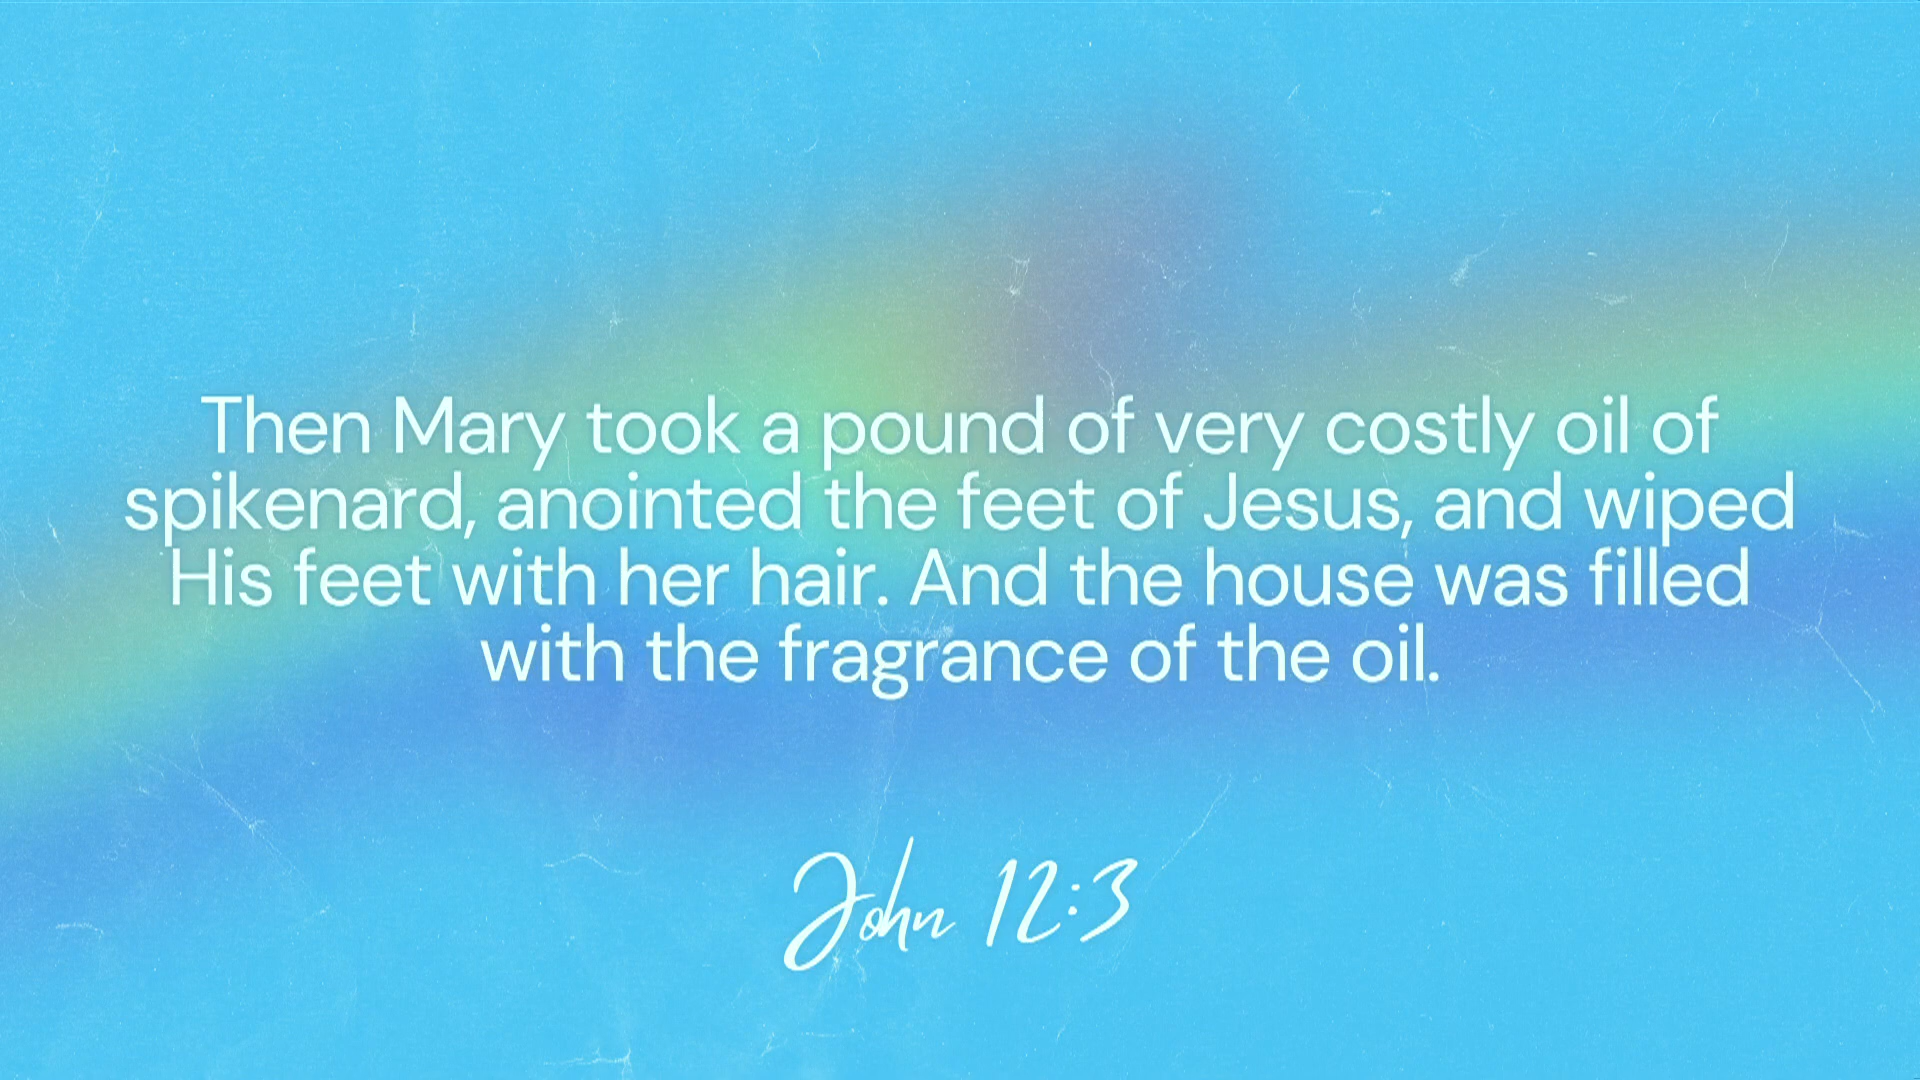 Then Mary took a pound of very costly oil of
spikenard, anointed the feet of Jesus, and wiped
His feet with her hair. And the house was filled
with the fragrance of the oil.
John 12:3